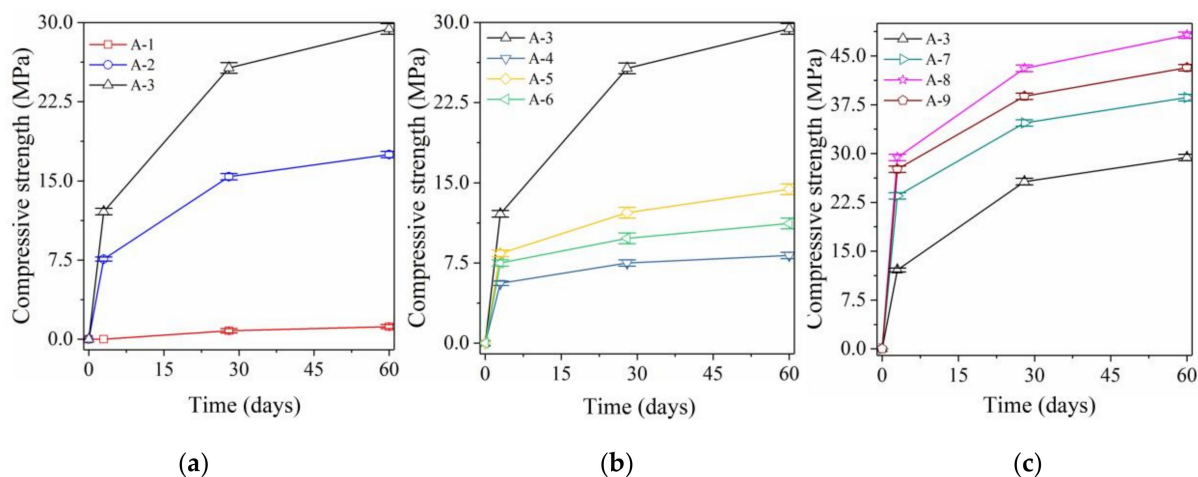 30.0
22.5
15.0
7.5
0.0
Compressive strength (MPa)
A-1
A-2
A-3
0 15 30 45 60
Time (days)
(a)
30.0
22.5
15.0
7.5
0.0
Compressive strength (MPa)
A-3
A-4
A-5
A-6
0 15 30 45 60
Time (days)
(b)
45.0
37.5
30.0
22.5
15.0
7.5
0.0
Compressive strength (MPa)
A-3
A-7
A-8
A-9
0 15 30 45 60
Time (days)
(c)